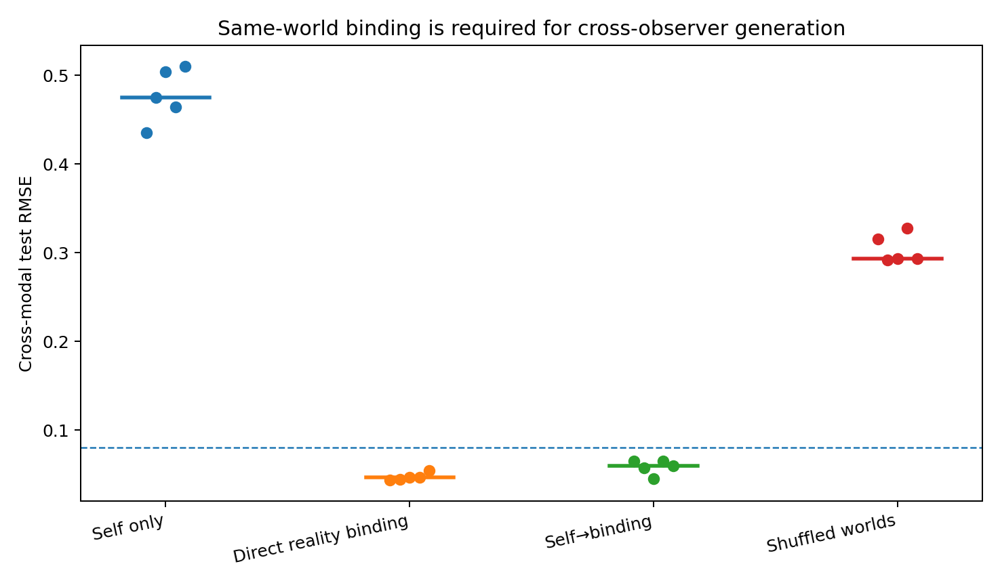 Same-world binding is required for cross-observer generation
Cross-modal test RMSE
0.5
0.4
0.3
0.2
0.1
Self only
Direct reality binding
Self→binding
Shuffled worlds